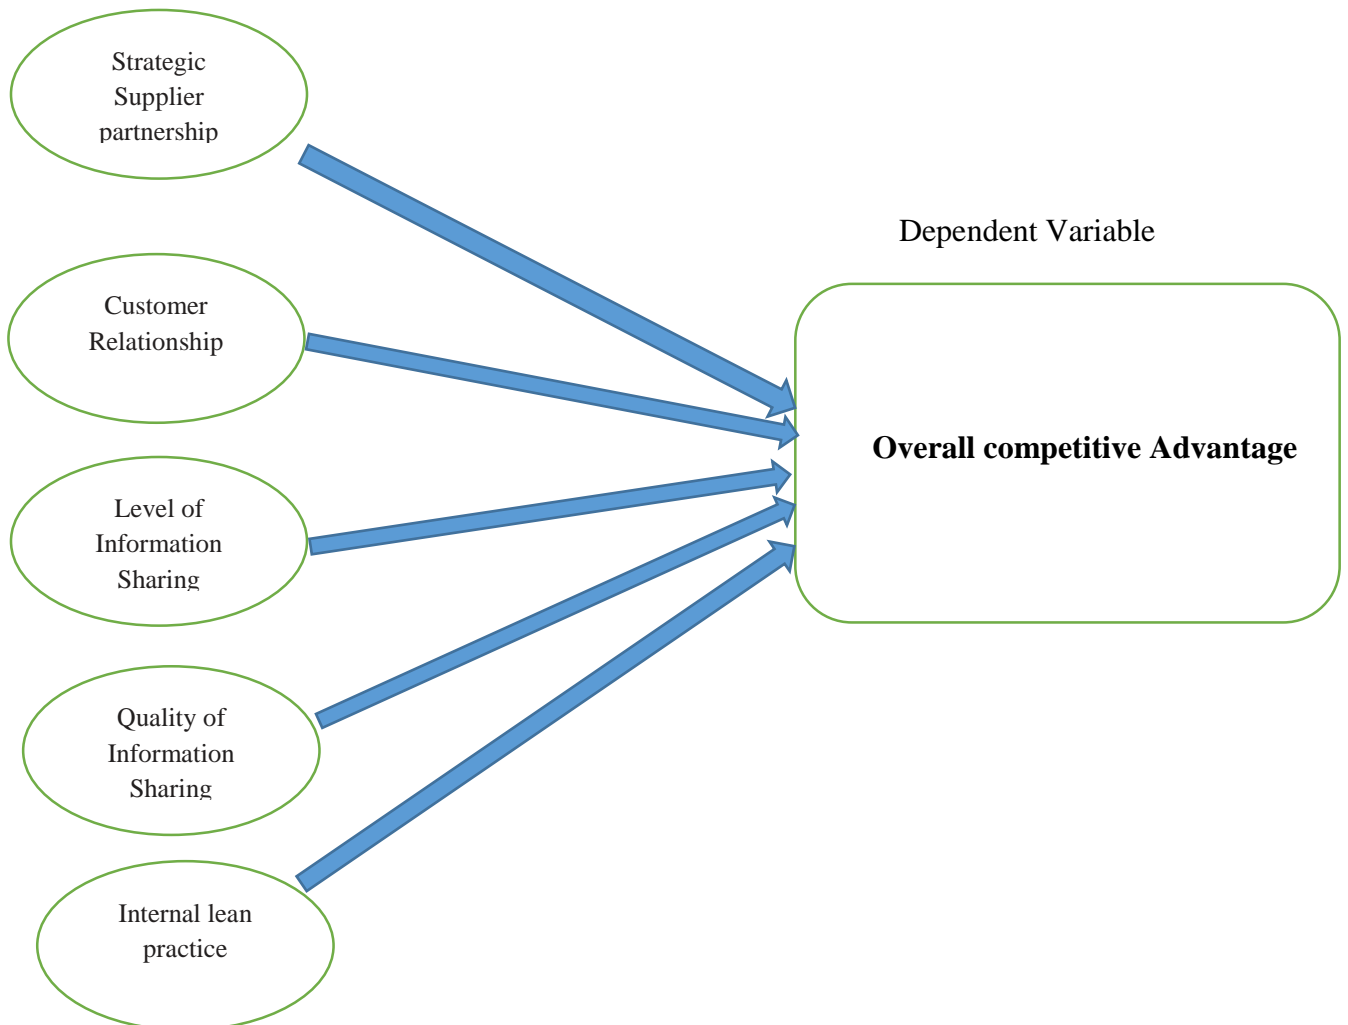 Strategic
Supplier
partnership
Dependent Variable
Customer
Relationship
Overall competitive Advantage
Level of
Information
Sharing
Quality of
Information
Sharing
Internal lean
practice